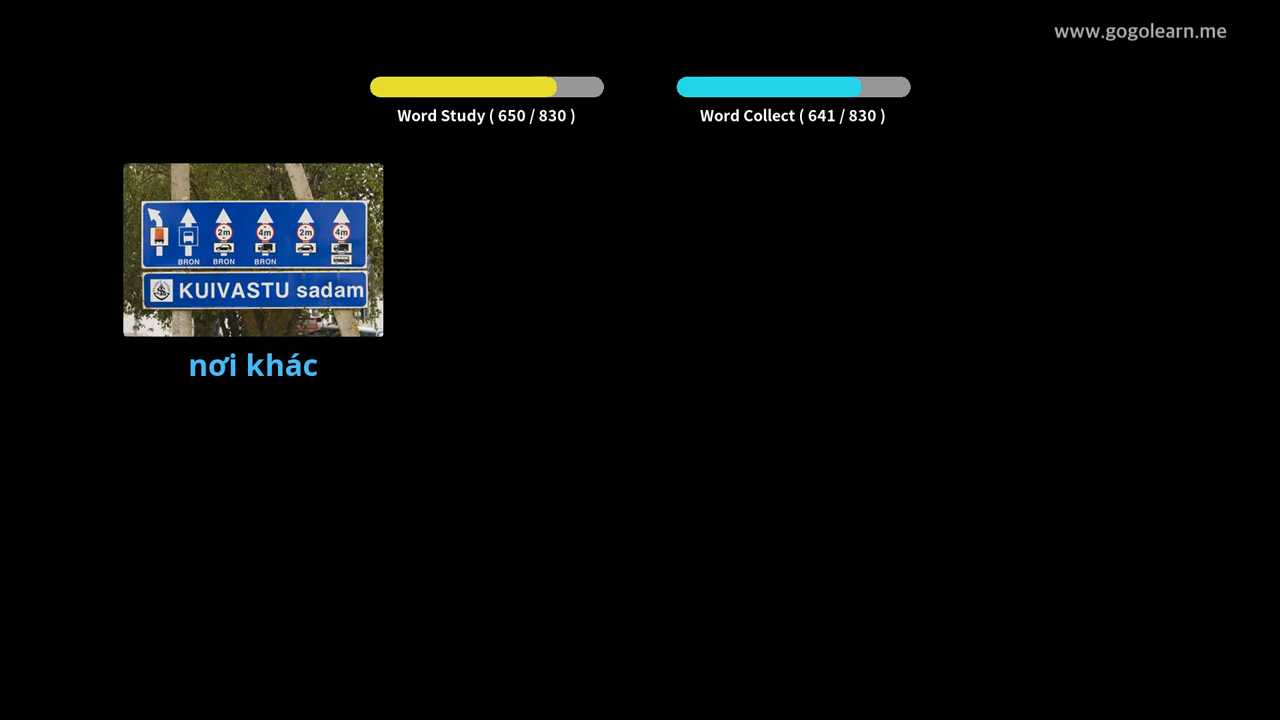 www.gogolearn.me
Word Study ( 650 / 830 )
Word Collect ( 641 / 830 )
2m 4m 2m 4m
BRON BRON BRON
KUIVASTU sadam
nơi khác